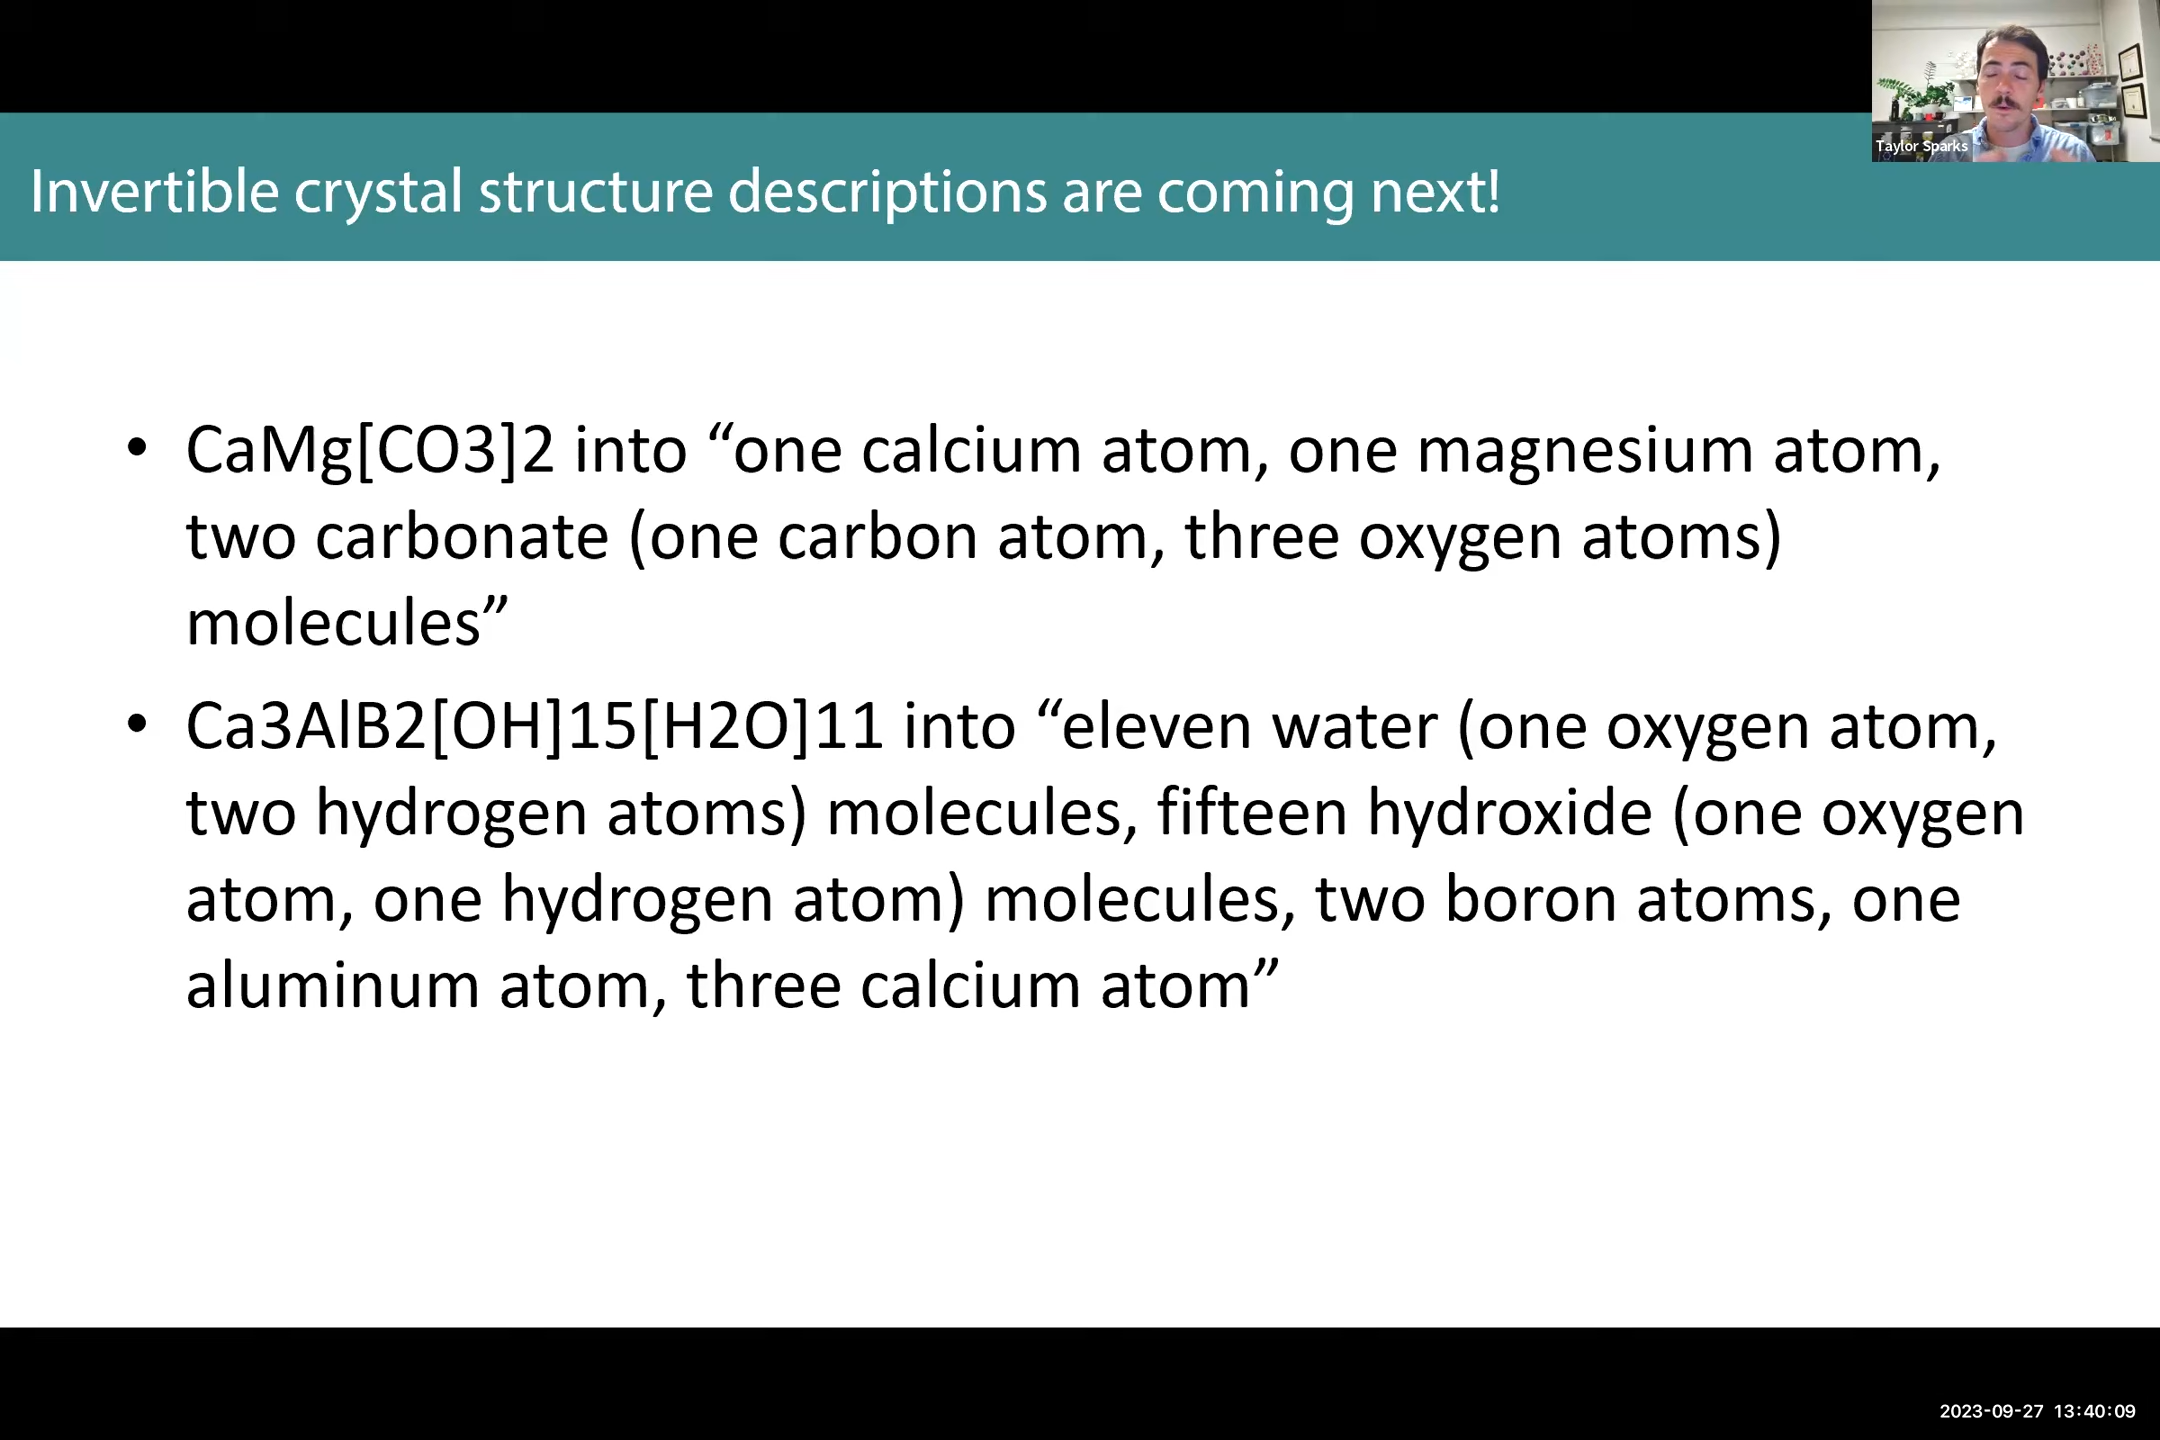 Taylor Sparks
Invertible crystal structure descriptions are coming next!
• CaMg[CO3]2 into “one calcium atom, one magnesium atom,
two carbonate (one carbon atom, three oxygen atoms)
molecules”
• Ca3AlB2[OH]15[H2O]11 into “eleven water (one oxygen atom,
two hydrogen atoms) molecules, fifteen hydroxide (one oxygen
atom, one hydrogen atom) molecules, two boron atoms, one
aluminum atom, three calcium atom”
2023-09-27 13:40:09